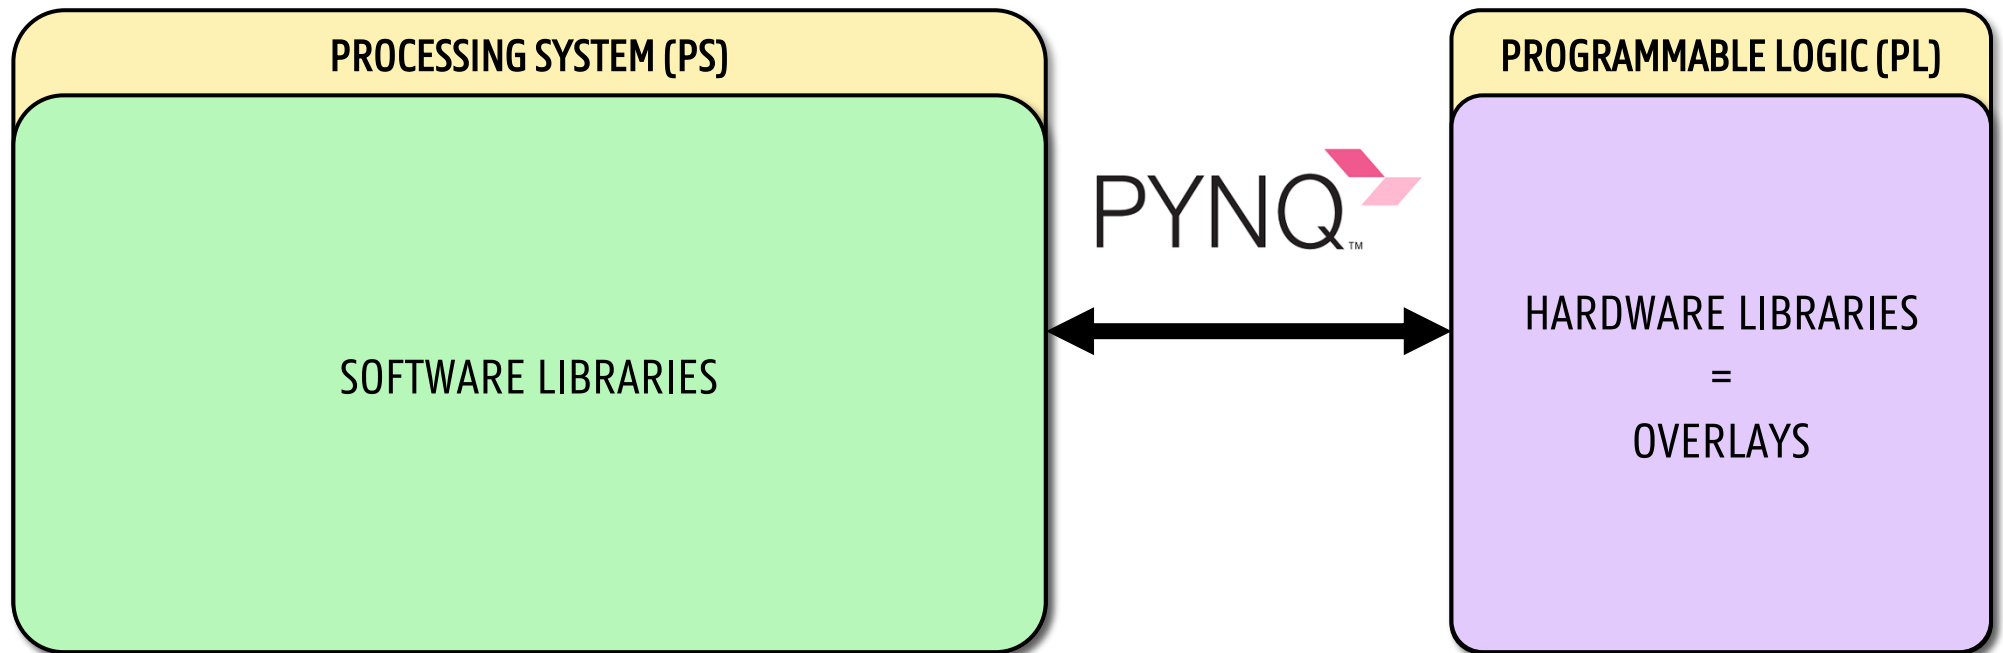 PROCESSING SYSTEM (PS)
SOFTWARE LIBRARIES
PYNQ™
PROGRAMMABLE LOGIC (PL)
HARDWARE LIBRARIES
=
OVERLAYS